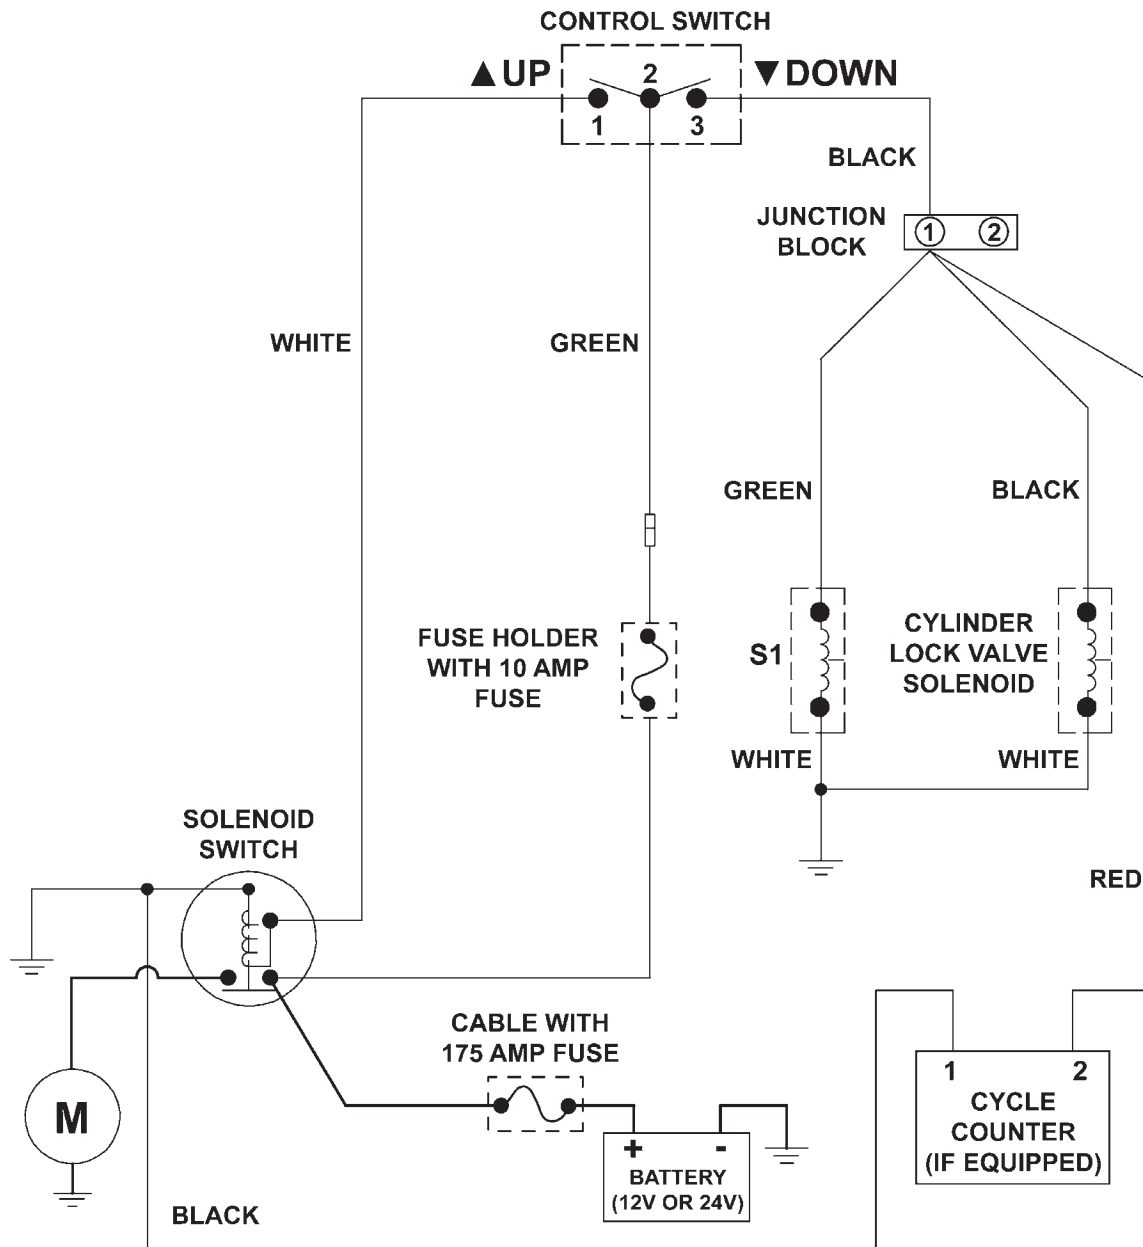 CONTROL SWITCH
▲UP
2
▼DOWN
1
3
BLACK
JUNCTION
BLOCK
1
2
WHITE
GREEN
GREEN
BLACK
FUSE HOLDER
WITH 10 AMP
FUSE
S1
CYLINDER
LOCK VALVE
SOLENOID
WHITE
WHITE
SOLENOID
SWITCH
RED
CABLE WITH
175 AMP FUSE
M
+
-
BATTERY
(12V OR 24V)
1
2
CYCLE
COUNTER
(IF EQUIPPED)
BLACK